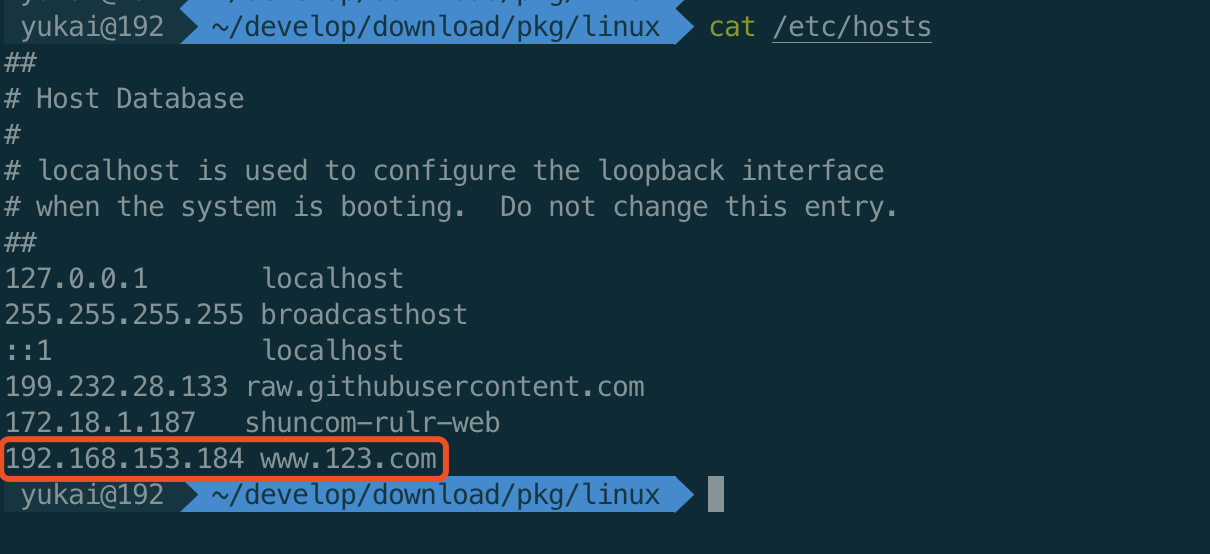 yukai@192 ~/develop/download/pkg/linux cat /etc/hosts
##
# Host Database
#
# localhost is used to configure the loopback interface
# when the system is booting.  Do not change this entry.
##
127.0.0.1       localhost
255.255.255.255 broadcasthost
::1             localhost
199.232.28.133 raw.githubusercontent.com
172.18.1.187   shuncom-rulr-web
192.168.153.184 www.123.com
yukai@192 ~/develop/download/pkg/linux